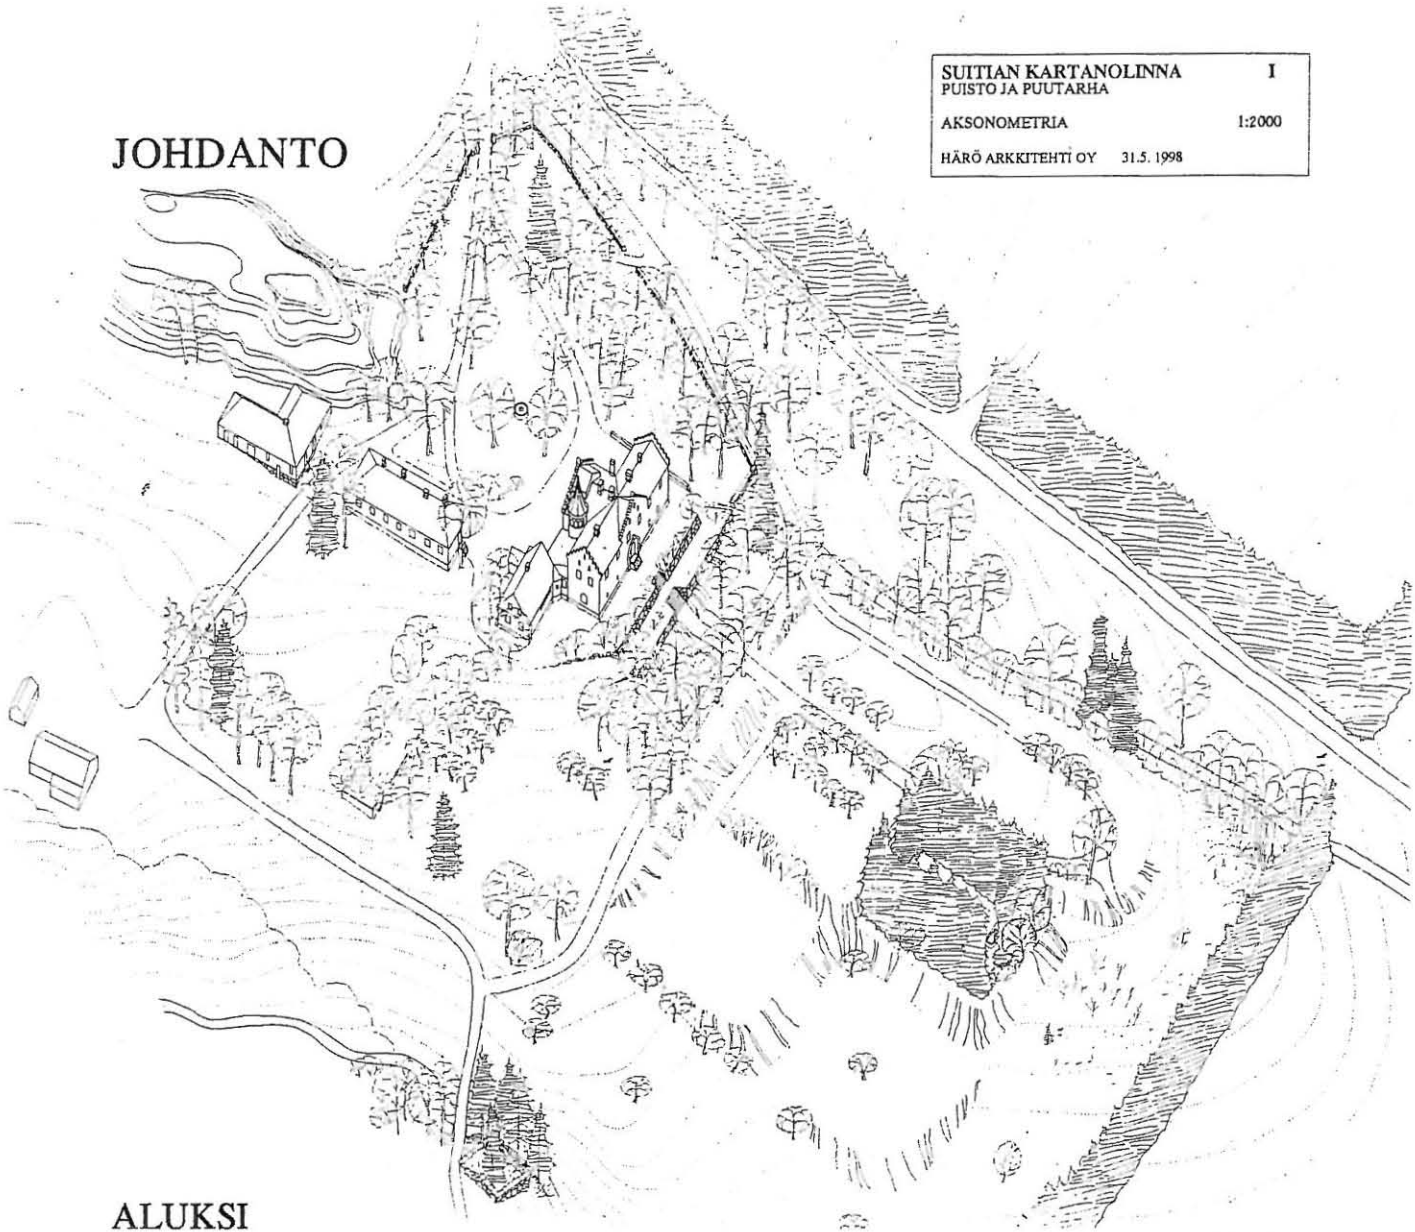 JOHDANTO
SUITIAN KARTANOLINNA I
PUISTO JA PUUTARHA
AKSONOMETRIA 1:2000
HÄRÖ ARKKITEHTI OY 31.5. 1998
ALUKSI